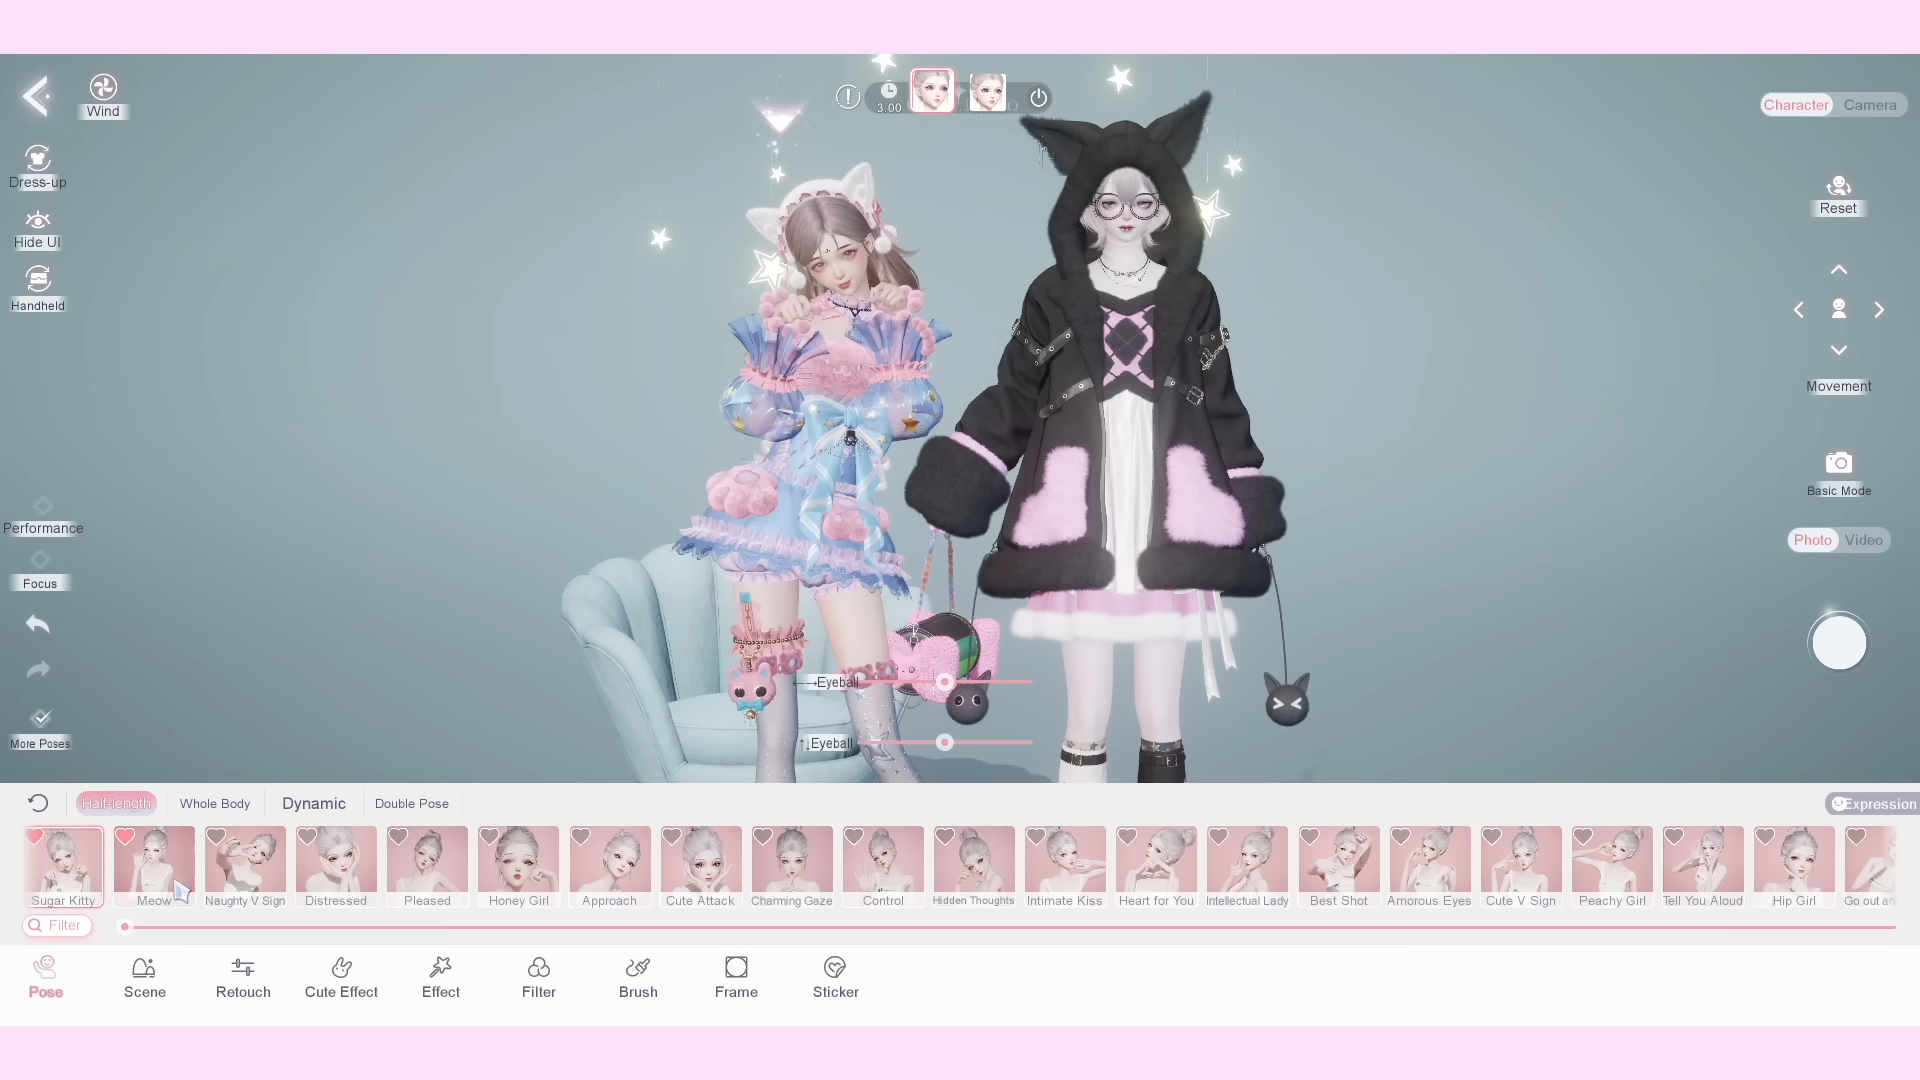 Wind
3:00
Character Camera
Dress-up
Reset
Hide UI
Handheld
Movement
Basic Mode
Performance
Photo Video
Focus
→Eyeball
More Poses
↑↓Eyeball
Half-length Whole Body Dynamic Double Pose
Expression
Sugar Kitty Meow Naughty V Sign Distressed Pleased Honey Girl Approach Cute Attack Charming Gaze Control Hidden Thoughts Intimate Kiss Heart for You Intellectual Lady Best Shot Amorous Eyes Cute V Sign Peachy Girl Tell You Aloud Hip Girl Go out an
Filter
Pose Scene Retouch Cute Effect Effect Filter Brush Frame Sticker